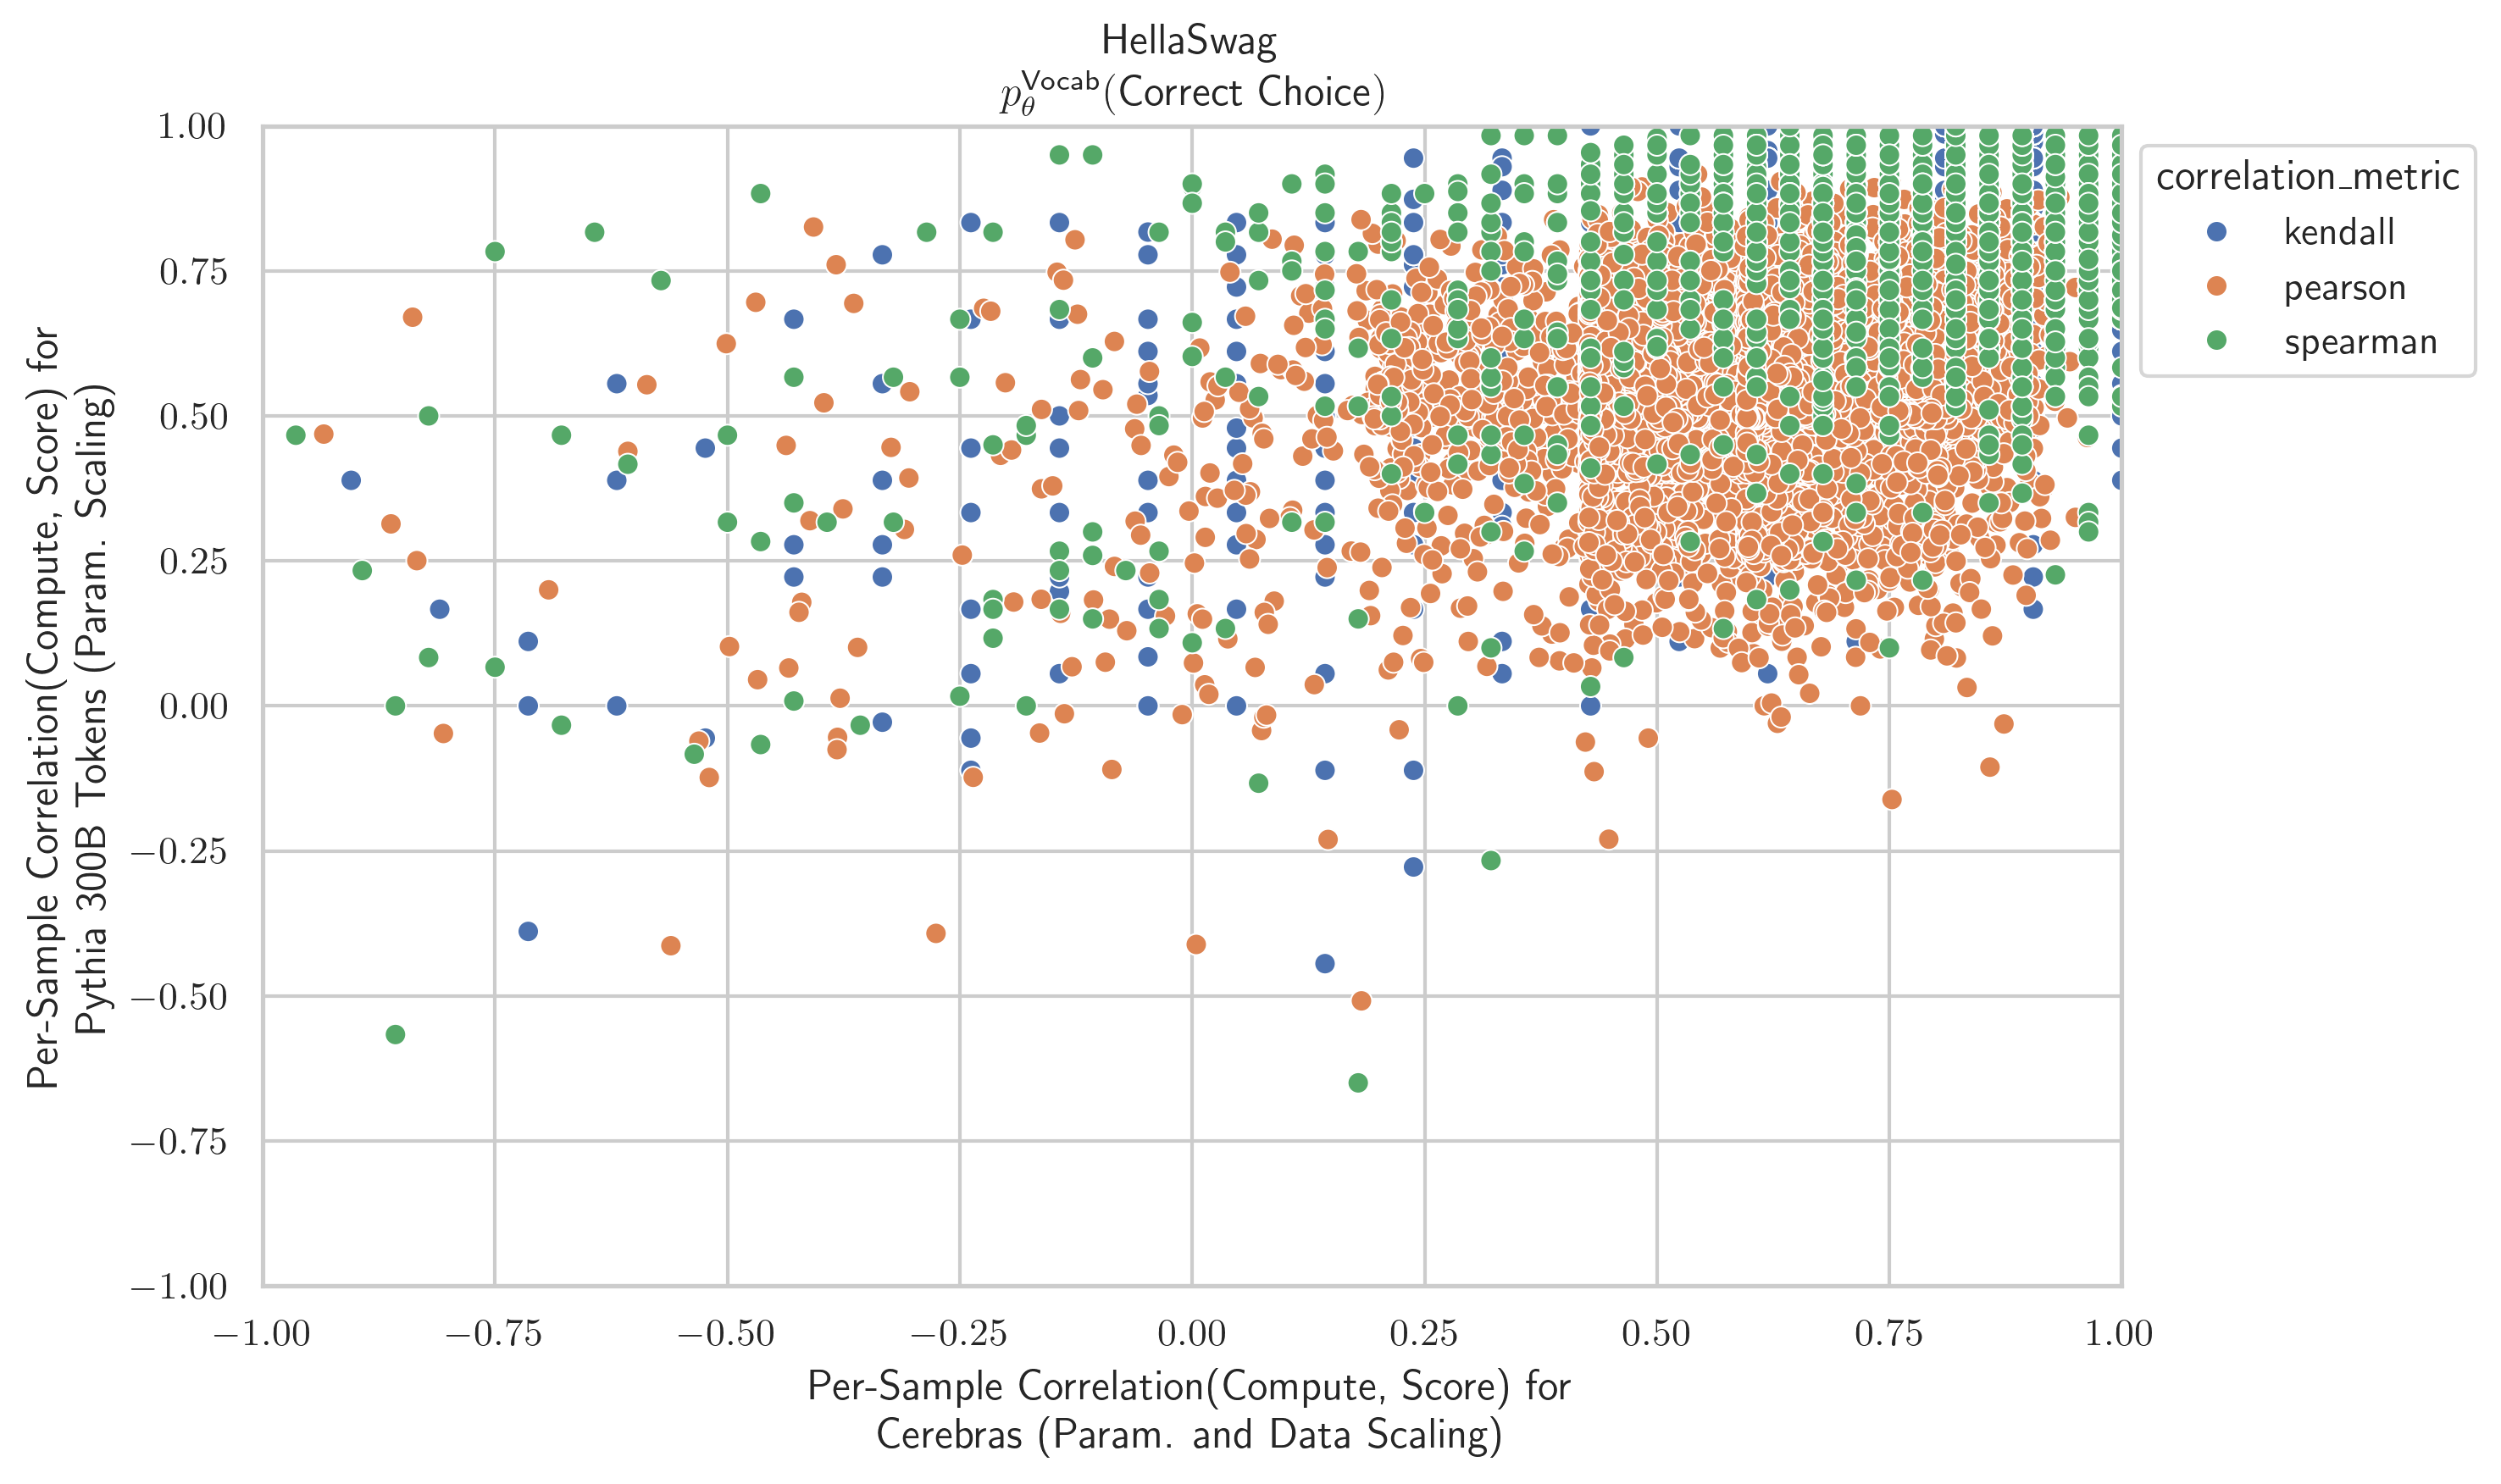 HellaSwag
p_θ^Vocab(Correct Choice)
Per-Sample Correlation(Compute, Score) for
Pythia 300B Tokens (Param. Scaling)
1.00
0.75
0.50
0.25
0.00
−0.25
−0.50
−0.75
−1.00
−1.00 −0.75 −0.50 −0.25 0.00 0.25 0.50 0.75 1.00
Per-Sample Correlation(Compute, Score) for
Cerebras (Param. and Data Scaling)
correlation_metric
kendall
pearson
spearman